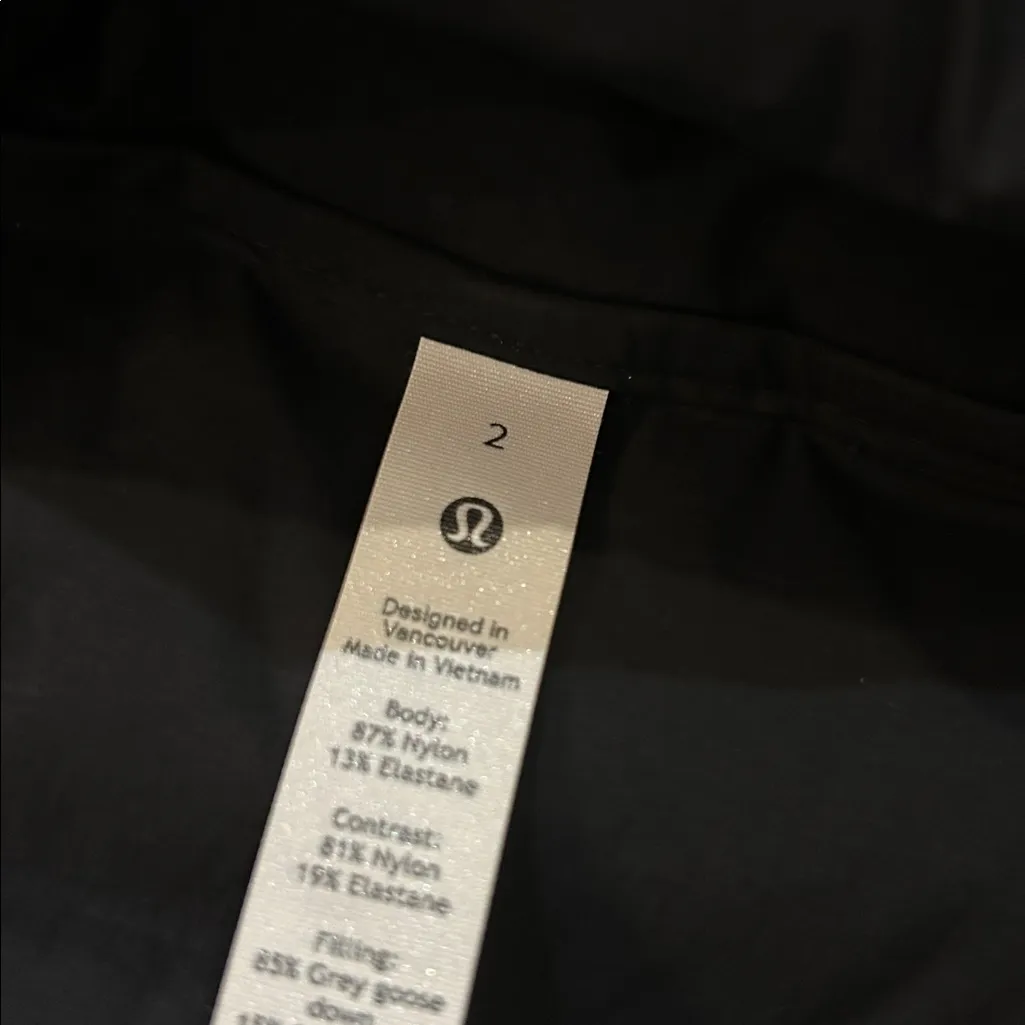 2
Designed in
Vancouver
Made in Vietnam
Body:
87% Nylon
13% Elastane
Contrast:
81% Nylon
19% Elastane
Filling:
85% Grey goose
down